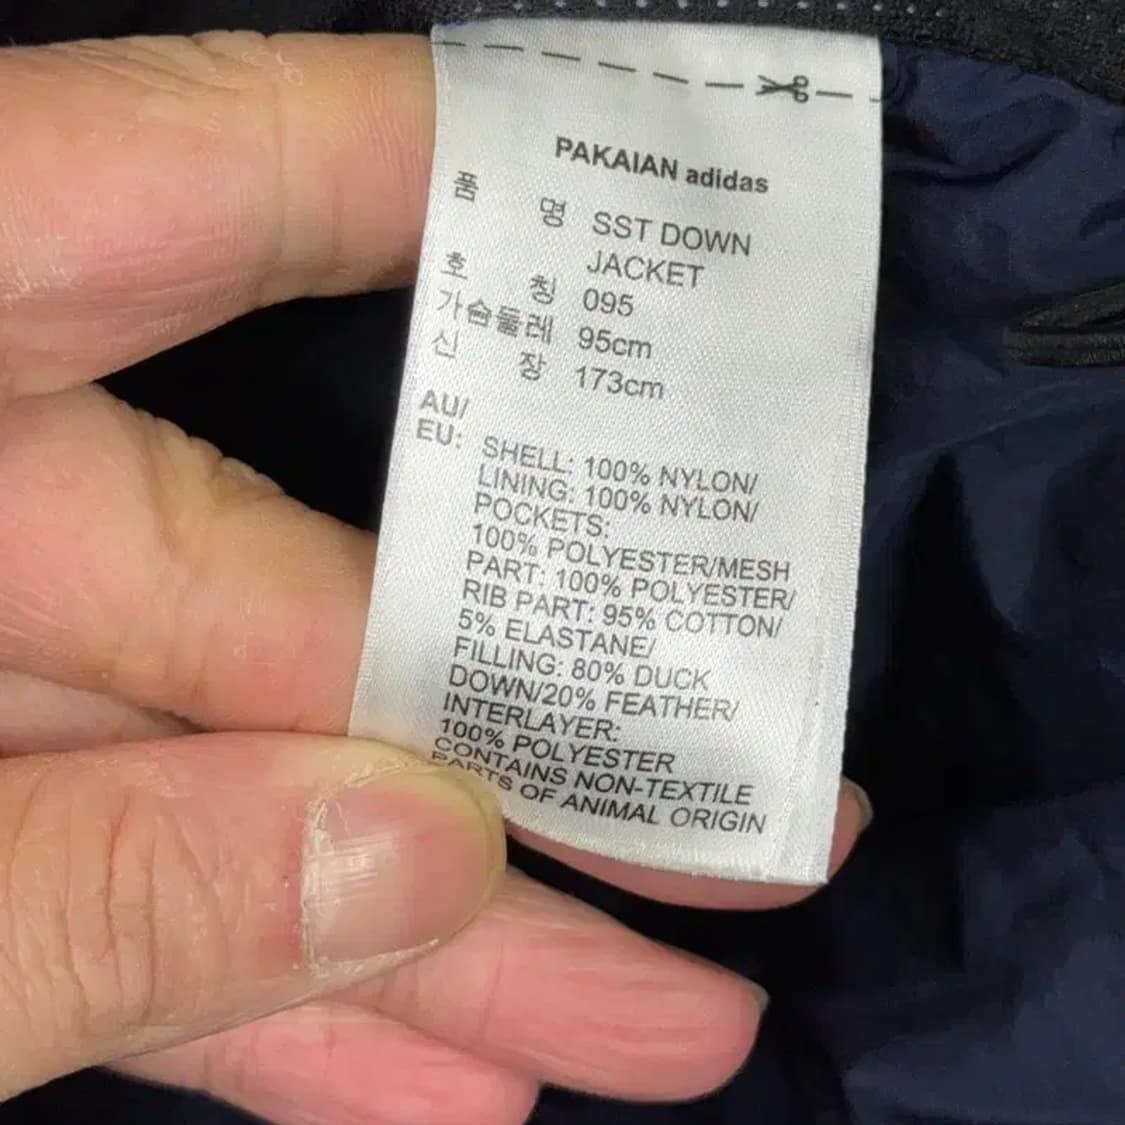 PAKAIAN adidas
품 명 SST DOWN
JACKET
호 칭 095
가슴둘레 95cm
신 장 173cm
AU/
EU: SHELL: 100% NYLON/
LINING: 100% NYLON/
POCKETS:
100% POLYESTER/MESH
PART: 100% POLYESTER/
RIB PART: 95% COTTON/
5% ELASTANE/
FILLING: 80% DUCK
DOWN/20% FEATHER/
INTERLAYER:
100% POLYESTER
CONTAINS NON-TEXTILE
PARTS OF ANIMAL ORIGIN